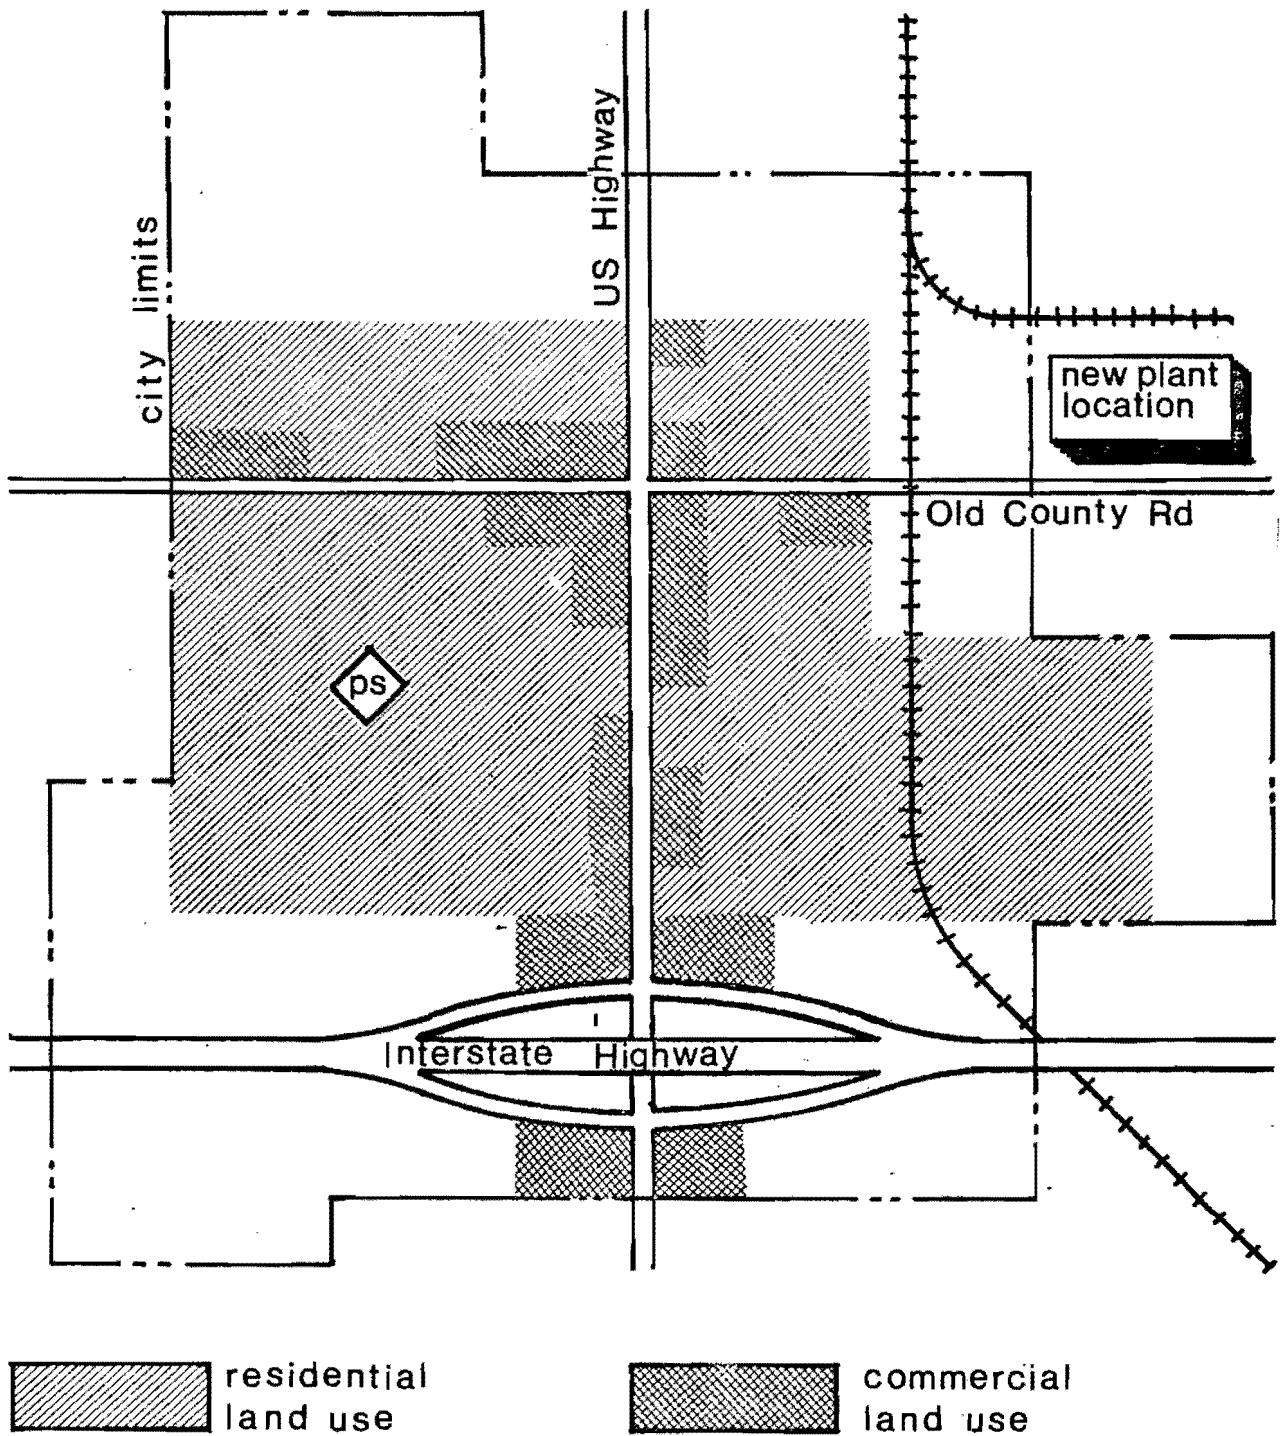 US Highway
city limits
new plant
location
Old County Rd
ps
Interstate Highway
residential
land use
commercial
land use